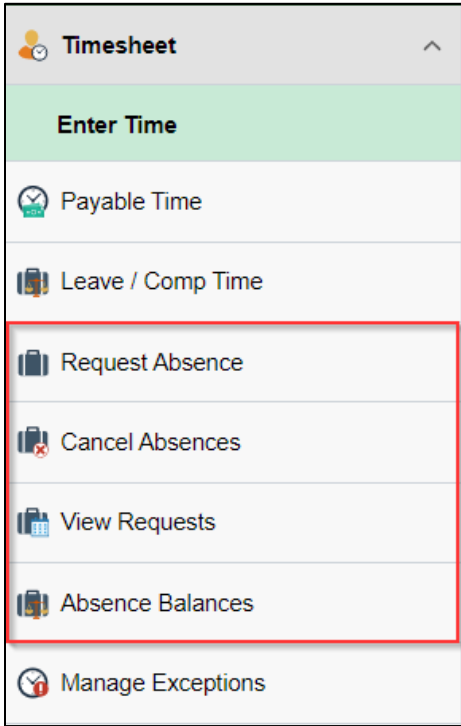 Timesheet
Enter Time
Payable Time
Leave / Comp Time
Request Absence
Cancel Absences
View Requests
Absence Balances
Manage Exceptions